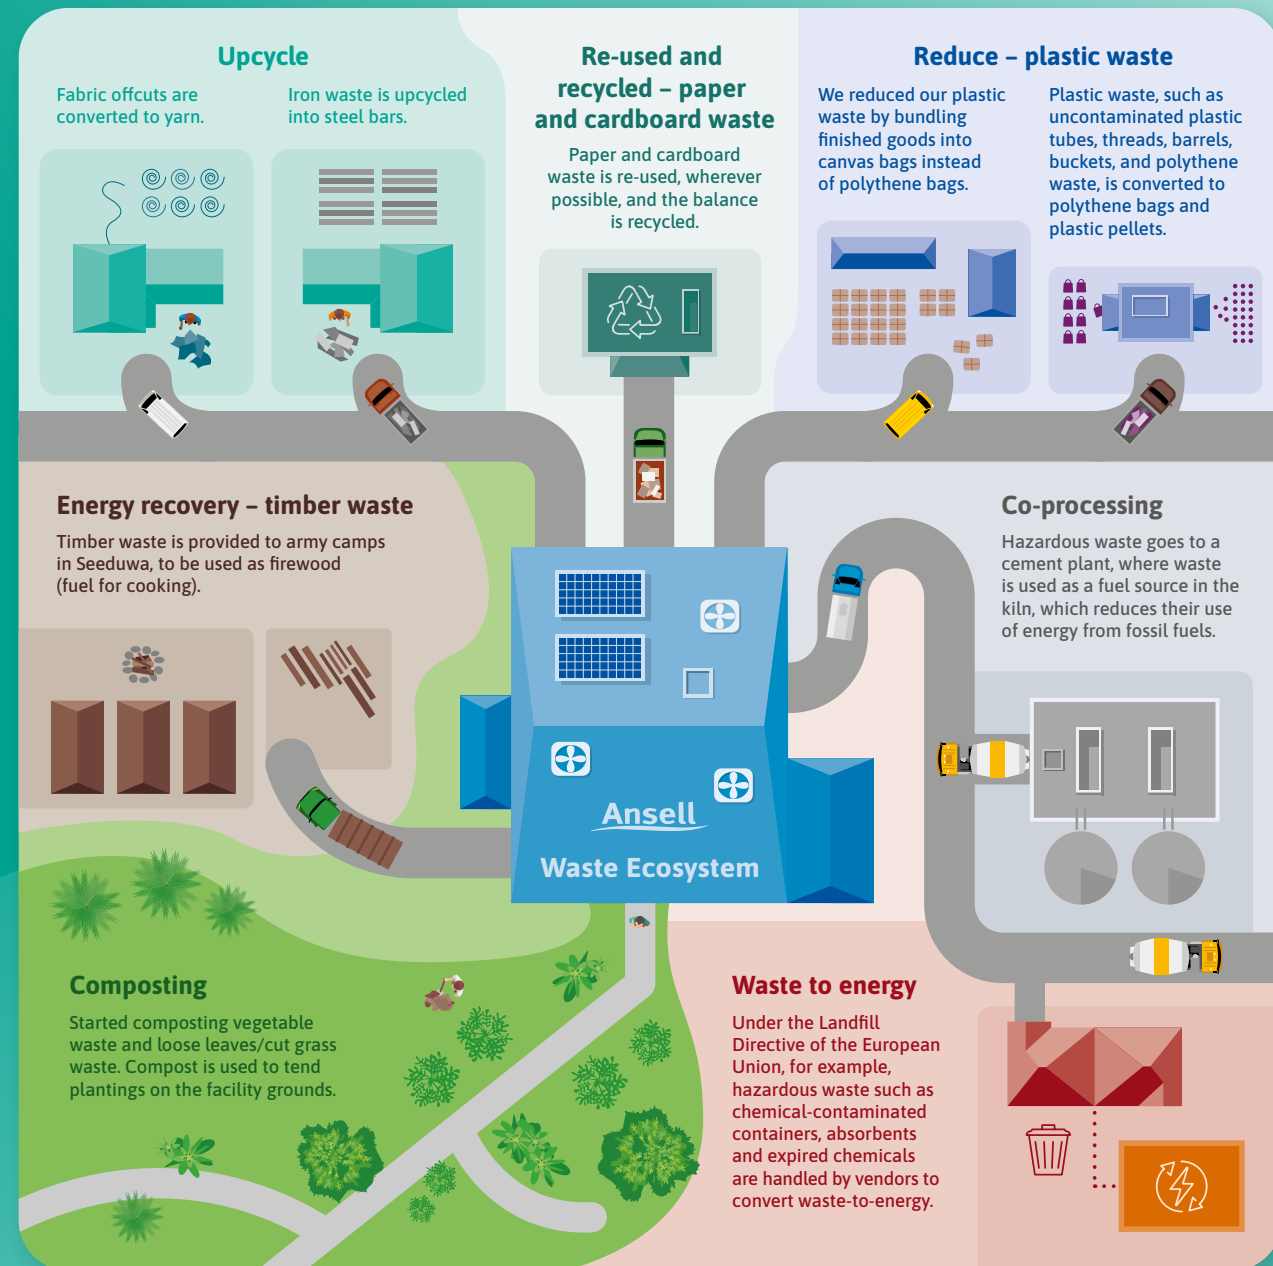 Upcycle
Fabric offcuts are
converted to yarn.
Iron waste is upcycled
into steel bars.
Re-used and
recycled – paper
and cardboard waste
Paper and cardboard
waste is re-used, wherever
possible, and the balance
is recycled.
Reduce – plastic waste
We reduced our plastic
waste by bundling
finished goods into
canvas bags instead
of polythene bags.
Plastic waste, such as
uncontaminated plastic
tubes, threads, barrels,
buckets, and polythene
waste, is converted to
polythene bags and
plastic pellets.
Energy recovery – timber waste
Timber waste is provided to army camps
in Seeduwa, to be used as firewood
(fuel for cooking).
Co-processing
Hazardous waste goes to a
cement plant, where waste
is used as a fuel source in the
kiln, which reduces their use
of energy from fossil fuels.
Ansell
Waste Ecosystem
Composting
Started composting vegetable
waste and loose leaves/cut grass
waste. Compost is used to tend
plantings on the facility grounds.
Waste to energy
Under the Landfill
Directive of the European
Union, for example,
hazardous waste such as
chemical-contaminated
containers, absorbents
and expired chemicals
are handled by vendors to
convert waste-to-energy.